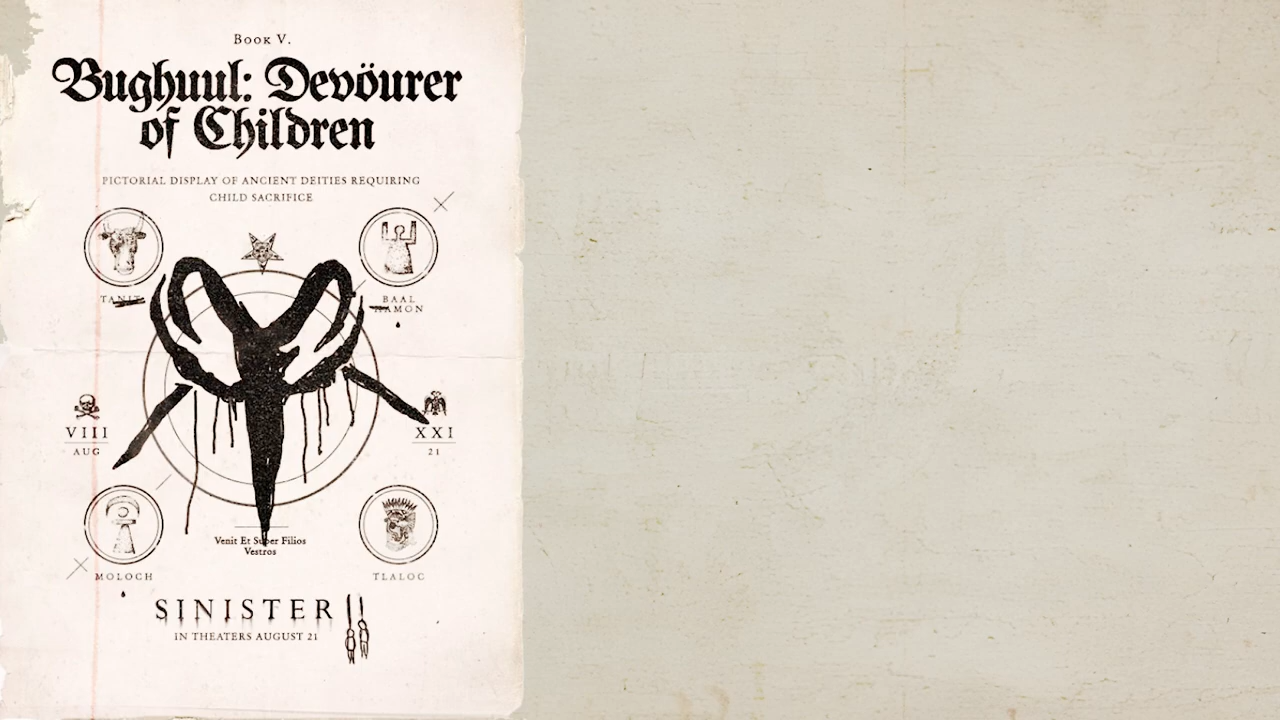 Book V.
Bughuul: Devöurer
of Children
PICTORIAL DISPLAY OF ANCIENT DEITIES REQUIRING
CHILD SACRIFICE
TANIT
BAAL
HAMON
VIII
AUG
XXI
21
Venit Et Super Filios
Vestros
MOLOCH
TLALOC
SINISTER
IN THEATERS AUGUST 21